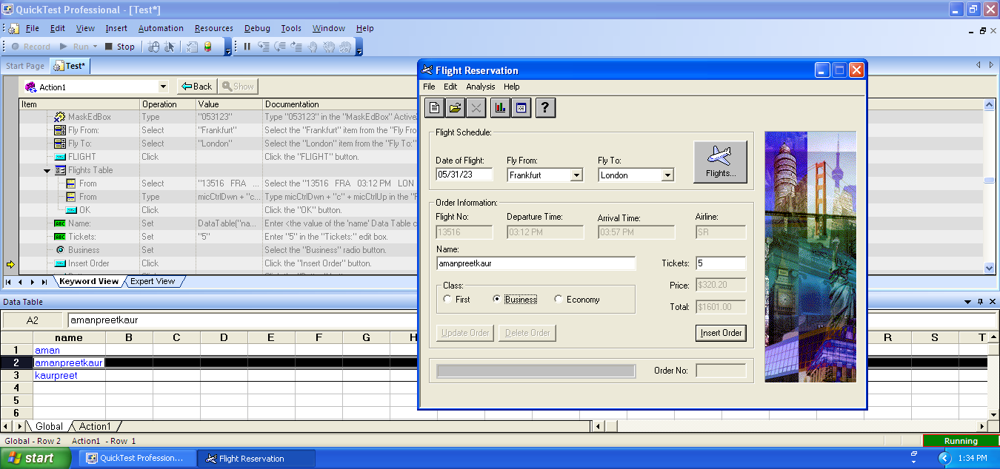 QuickTest Professional - [Test*]
File Edit View Insert Automation Resources Debug Tools Window Help
Record Run Stop
Start Page Test*
Action1 Back Show
Item Operation Value Documentation
MaskEdBox Type "053123" Type "053123" in the "MaskEdBox" Active
Fly From: Select "Frankfurt" Select the "Frankfurt" item from the "Fly Fro
Fly To: Select "London" Select the "London" item from the "Fly To:"
FLIGHT Click Click the "FLIGHT" button.
Flights Table
From Select "13516 FRA ... Select the "13516 FRA 03:12 PM LON
From Type micCtrlDwn + "c... Type micCtrlDwn + "c" + micCtrlUp in the "F
OK Click Click the "OK" button.
ABC Name: Set DataTable("na... Enter <the value of the 'name' Data Table c
ABC Tickets: Set "5" Enter "5" in the "Tickets:" edit box.
Business Set Select the "Business" radio button.
Insert Order Click Click the "Insert Order" button.
Keyword View Expert View
Flight Reservation
File Edit Analysis Help
?
Flight Schedule:
Date of Flight: Fly From: Fly To:
05/31/23 Frankfurt London Flights...
Order Information:
Flight No: Departure Time: Arrival Time: Airline:
13516 03:12 PM 03:57 PM SR
Name:
amanpreetkaur Tickets: 5
Class: Price: $320.20
First Business Economy
Total: $1601.00
Update Order Delete Order Insert Order
Order No:
Data Table
A2 amanpreetkaur
name B C D E F G H R S T
1 aman
2 amanpreetkaur
3 kaurpreet
4
5
6
Global Action1
Global - Row 2 Action1 - Row 1 Running
start QuickTest Profession... Flight Reservation 1:34 PM